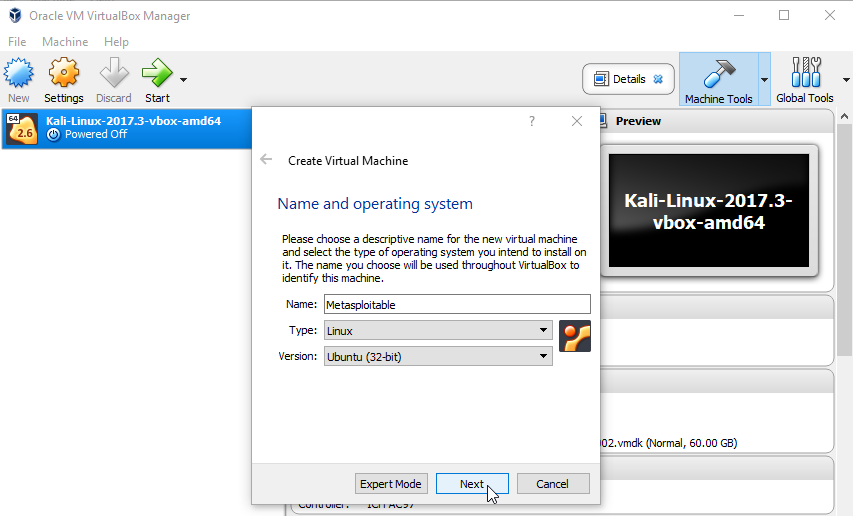 Oracle VM VirtualBox Manager
File Machine Help
New Settings Discard Start
Details
Machine Tools
Global Tools
64
2.6
Kali-Linux-2017.3-vbox-amd64
Powered Off
Preview
Kali-Linux-2017.3-
vbox-amd64
?
Create Virtual Machine
Name and operating system
Please choose a descriptive name for the new virtual machine
and select the type of operating system you intend to install on
it. The name you choose will be used throughout VirtualBox to
identify this machine.
Name: Metasploitable
Type: Linux
Version: Ubuntu (32-bit)
002.vmdk (Normal, 60.00 GB)
Expert Mode Next Cancel
Controller: ICH AC97